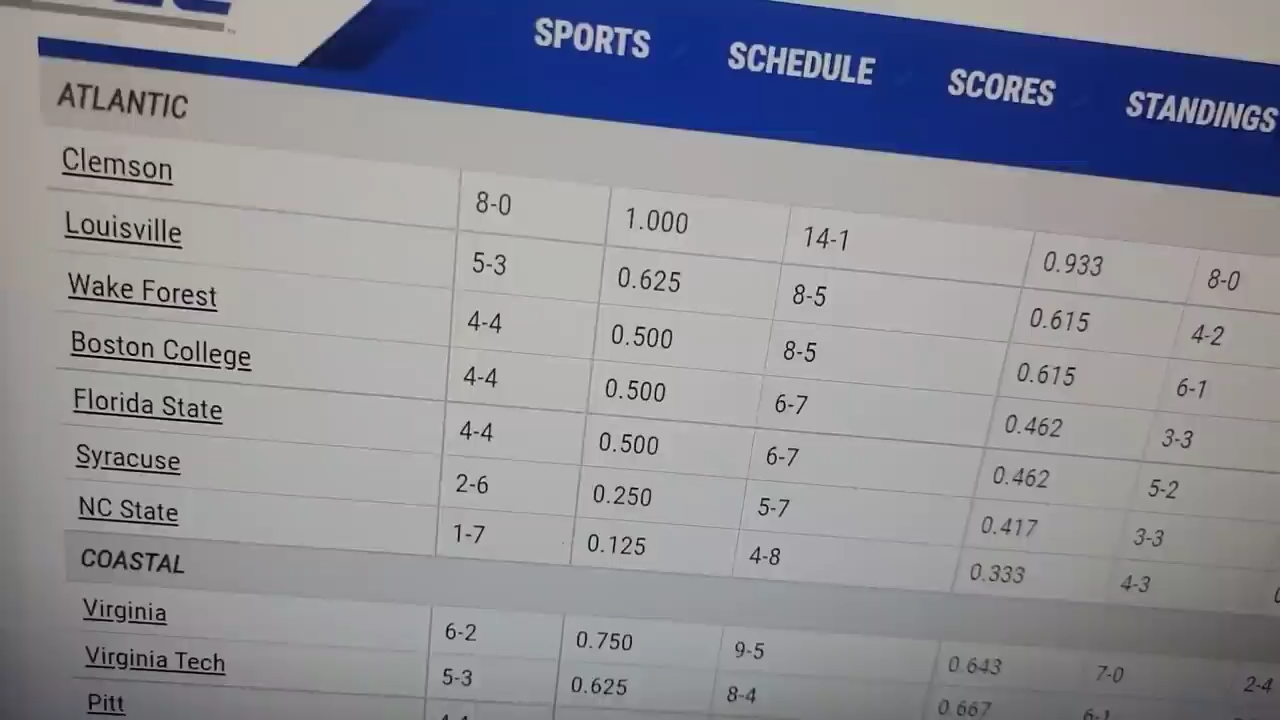 SPORTS SCHEDULE SCORES STANDINGS
ATLANTIC
Clemson 8-0 1.000 14-1 0.933 8-0
Louisville 5-3 0.625 8-5 0.615 4-2
Wake Forest 4-4 0.500 8-5 0.615 6-1
Boston College 4-4 0.500 6-7 0.462 3-3
Florida State 4-4 0.500 6-7 0.462 5-2
Syracuse 2-6 0.250 5-7 0.417 3-3
NC State 1-7 0.125 4-8 0.333 4-3
COASTAL
Virginia 6-2 0.750 9-5 0.643 7-0 2-4
Virginia Tech 5-3 0.625 8-4 0.667 6-1
Pitt